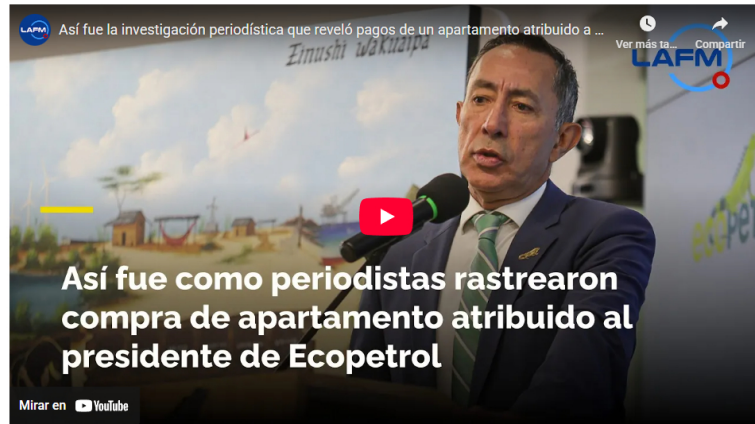 LAFM
Así fue la investigación periodística que reveló pagos de un apartamento atribuido a ...
Ver más ta...
Compartir
Einushi wakuaipa
LAFM
Así fue como periodistas rastrearon
compra de apartamento atribuido al
presidente de Ecopetrol
Mirar en YouTube